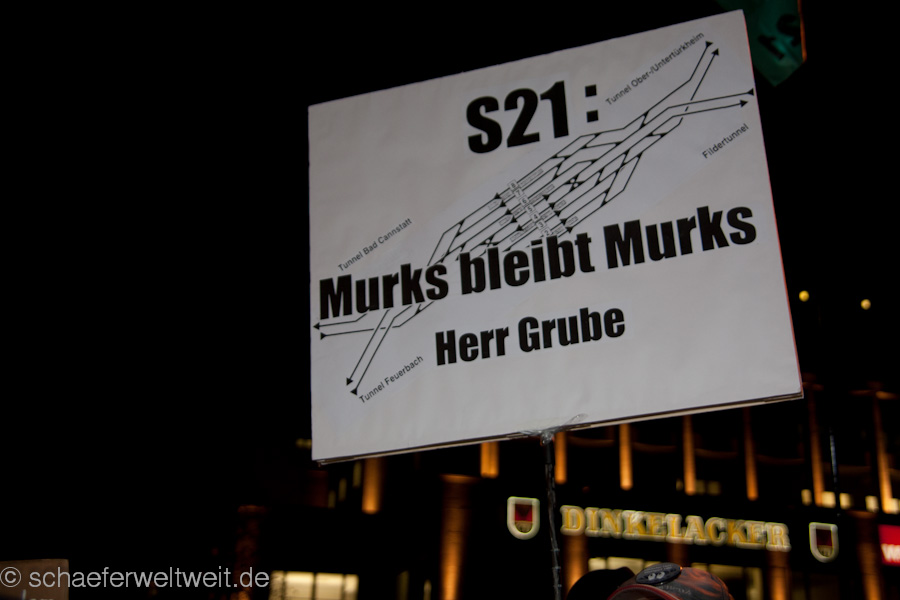 S21:
Tunnel Ober-/Untertürkheim
Fildertunnel
Tunnel Bad Cannstatt
Murks bleibt Murks
Herr Grube
Tunnel Feuerbach
DINKELACKER
© schaeferweltweit.de